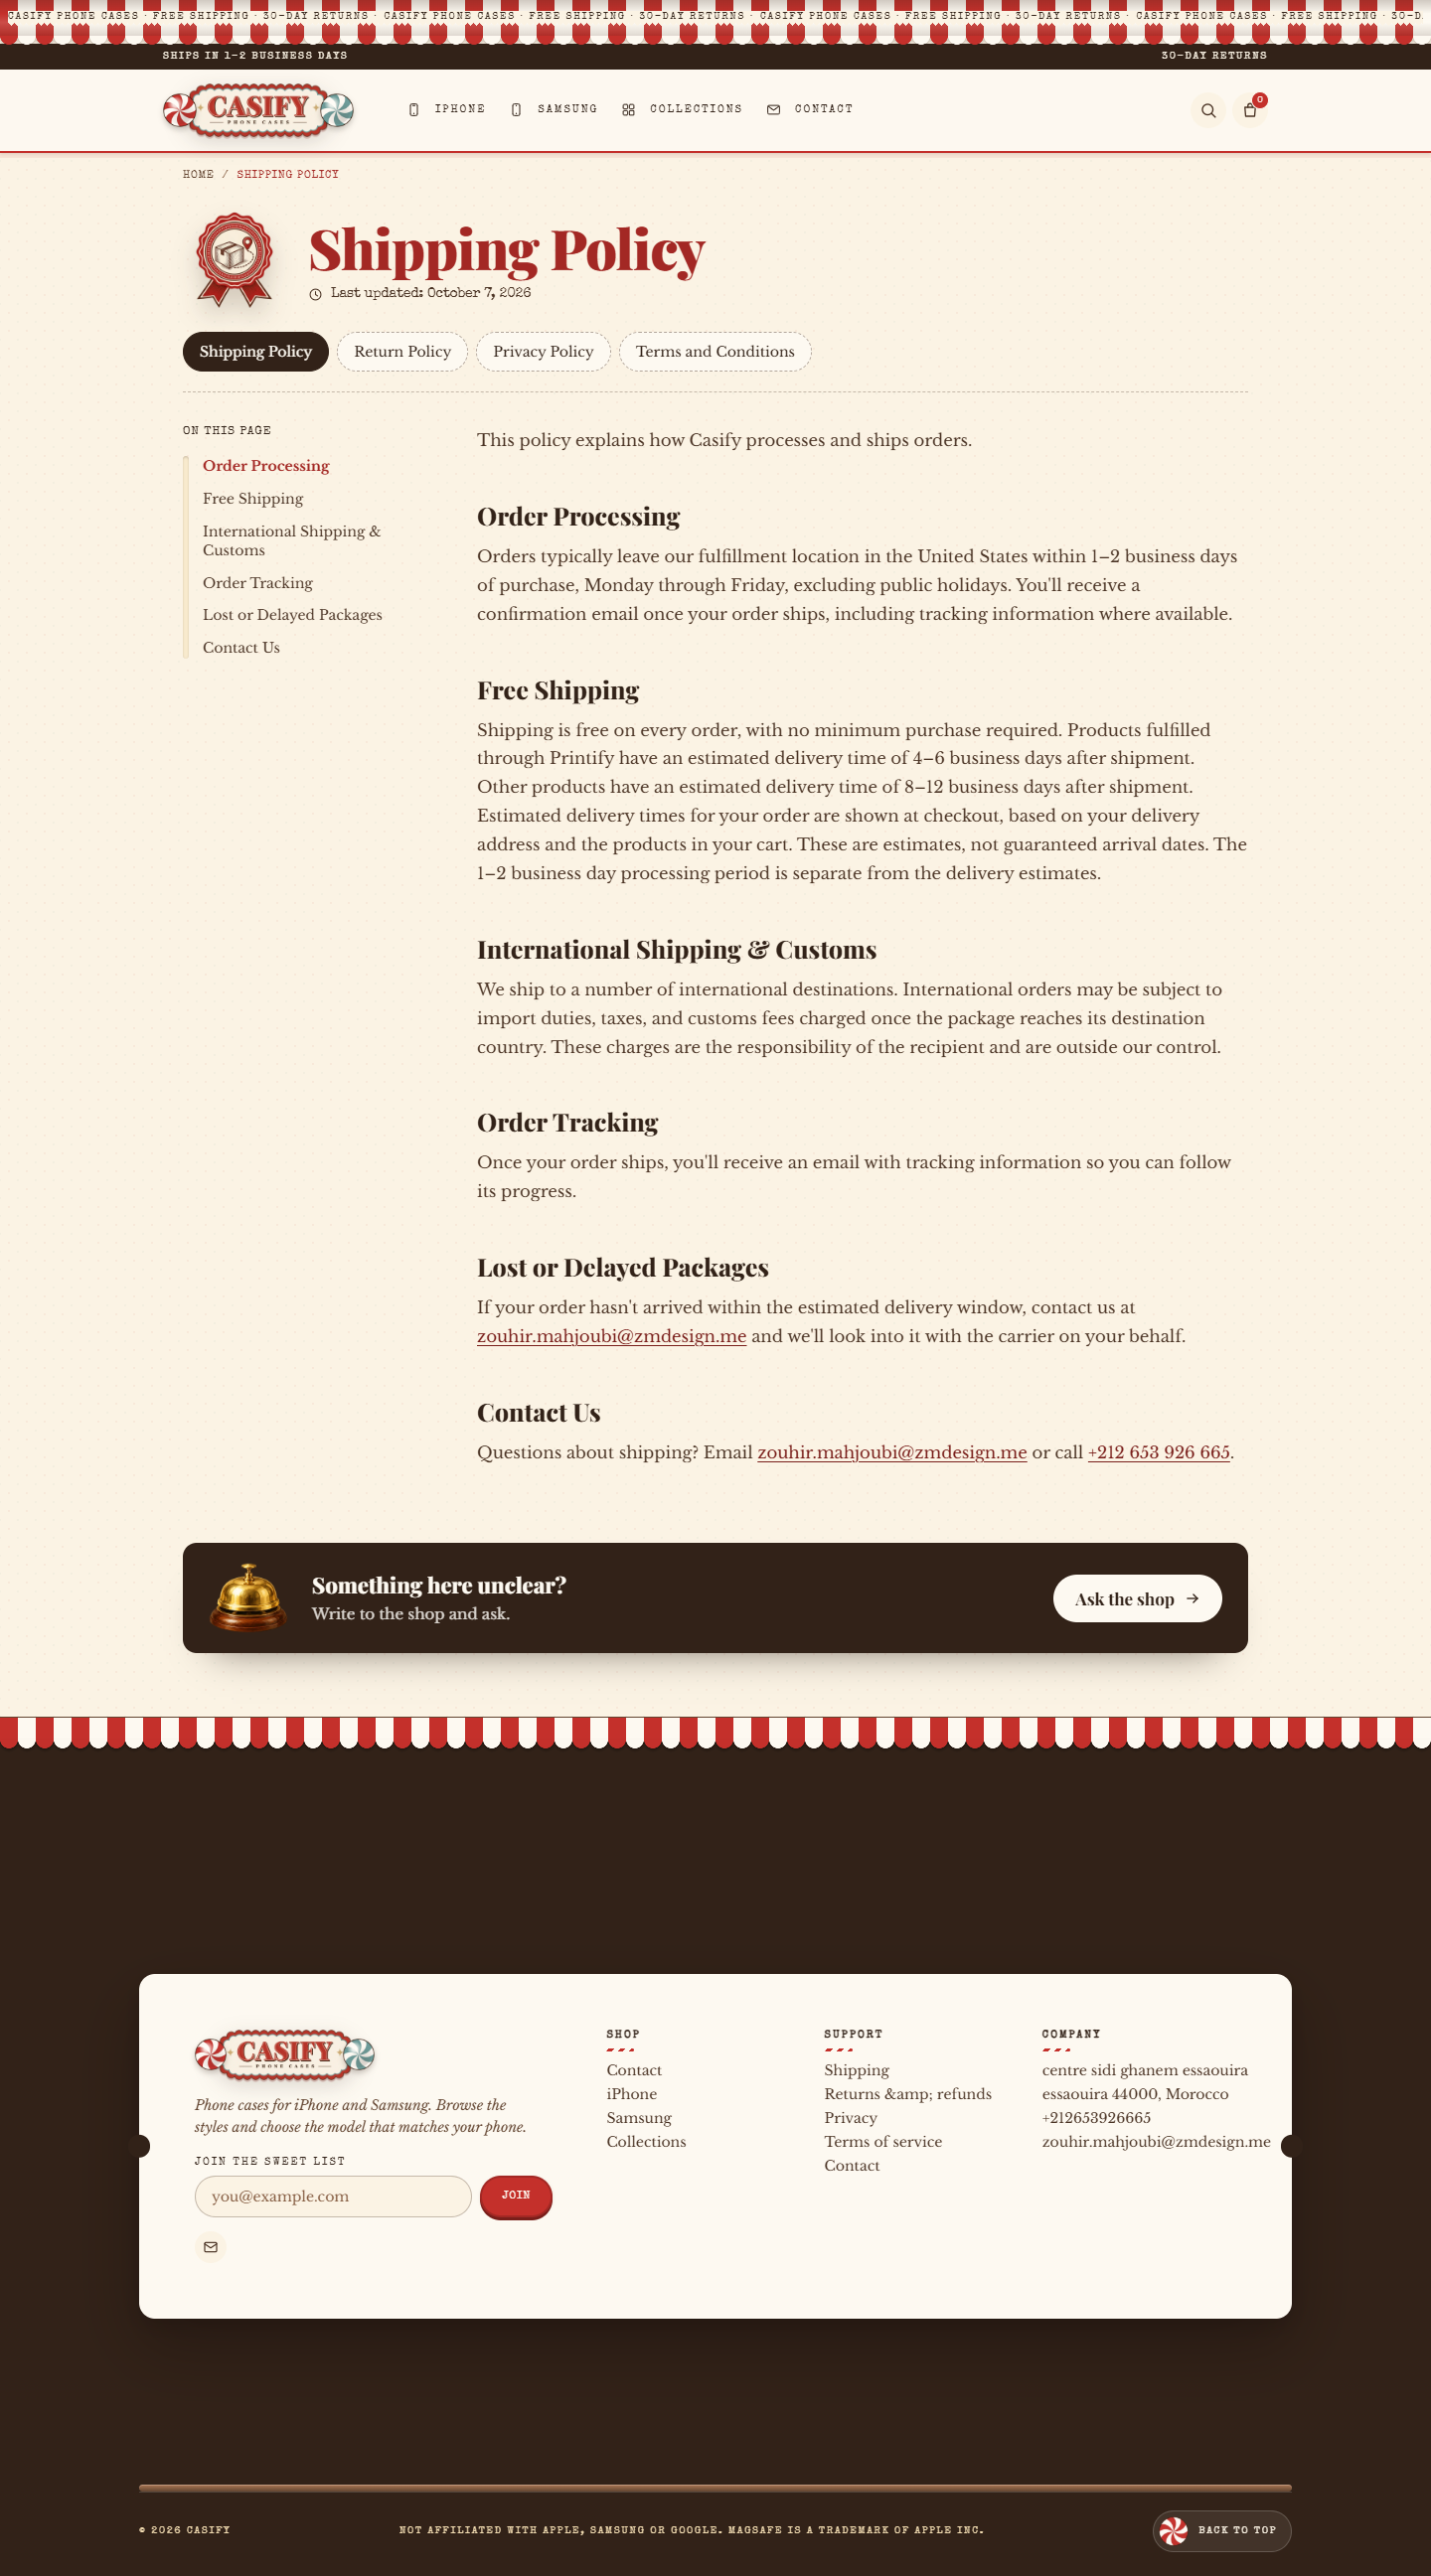 CASIFY PHONE CASES · FREE SHIPPING · 30-DAY RETURNS · CASIFY PHONE CASES · FREE SHIPPING · 30-DAY RETURNS · CASIFY PHONE CASES · FREE SHIPPING · 30-DAY RETURNS · CASIFY PHONE CASES · FREE SHIPPING · 30-D
SHIPS IN 1-2 BUSINESS DAYS
30-DAY RETURNS
CASIFY
PHONE CASES
IPHONE
SAMSUNG
COLLECTIONS
CONTACT
0
HOME / SHIPPING POLICY
Shipping Policy
Last updated: October 7, 2026
Shipping Policy
Return Policy
Privacy Policy
Terms and Conditions
ON THIS PAGE
Order Processing
Free Shipping
International Shipping &
Customs
Order Tracking
Lost or Delayed Packages
Contact Us
This policy explains how Casify processes and ships orders.
Order Processing
Orders typically leave our fulfillment location in the United States within 1–2 business days
of purchase, Monday through Friday, excluding public holidays. You'll receive a
confirmation email once your order ships, including tracking information where available.
Free Shipping
Shipping is free on every order, with no minimum purchase required. Products fulfilled
through Printify have an estimated delivery time of 4–6 business days after shipment.
Other products have an estimated delivery time of 8–12 business days after shipment.
Estimated delivery times for your order are shown at checkout, based on your delivery
address and the products in your cart. These are estimates, not guaranteed arrival dates. The
1–2 business day processing period is separate from the delivery estimates.
International Shipping & Customs
We ship to a number of international destinations. International orders may be subject to
import duties, taxes, and customs fees charged once the package reaches its destination
country. These charges are the responsibility of the recipient and are outside our control.
Order Tracking
Once your order ships, you'll receive an email with tracking information so you can follow
its progress.
Lost or Delayed Packages
If your order hasn't arrived within the estimated delivery window, contact us at
zouhir.mahjoubi@zmdesign.me and we'll look into it with the carrier on your behalf.
Contact Us
Questions about shipping? Email zouhir.mahjoubi@zmdesign.me or call +212 653 926 665.
Something here unclear?
Write to the shop and ask.
Ask the shop
CASIFY
PHONE CASES
Phone cases for iPhone and Samsung. Browse the
styles and choose the model that matches your phone.
JOIN THE SWEET LIST
you@example.com
JOIN
SHOP
Contact
iPhone
Samsung
Collections
SUPPORT
Shipping
Returns &amp; refunds
Privacy
Terms of service
Contact
COMPANY
centre sidi ghanem essaouira
essaouira 44000, Morocco
+212653926665
zouhir.mahjoubi@zmdesign.me
© 2026 CASIFY
NOT AFFILIATED WITH APPLE, SAMSUNG OR GOOGLE. MAGSAFE IS A TRADEMARK OF APPLE INC.
BACK TO TOP